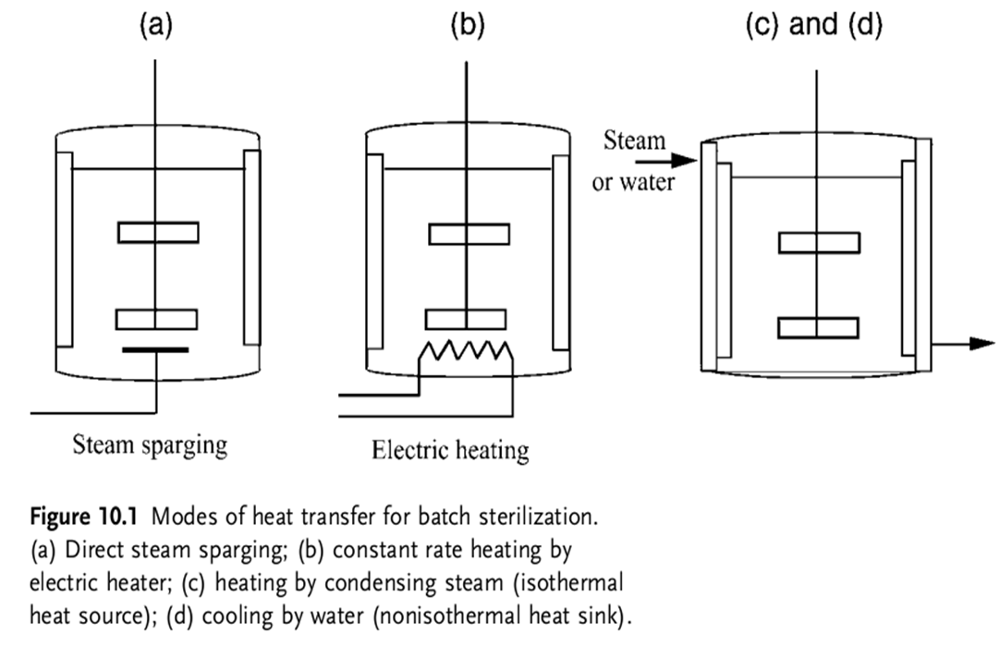 (a)
(b)
(c) and (d)
Steam
or water
Steam sparging
Electric heating
Figure 10.1 Modes of heat transfer for batch sterilization.
(a) Direct steam sparging; (b) constant rate heating by
electric heater; (c) heating by condensing steam (isothermal
heat source); (d) cooling by water (nonisothermal heat sink).